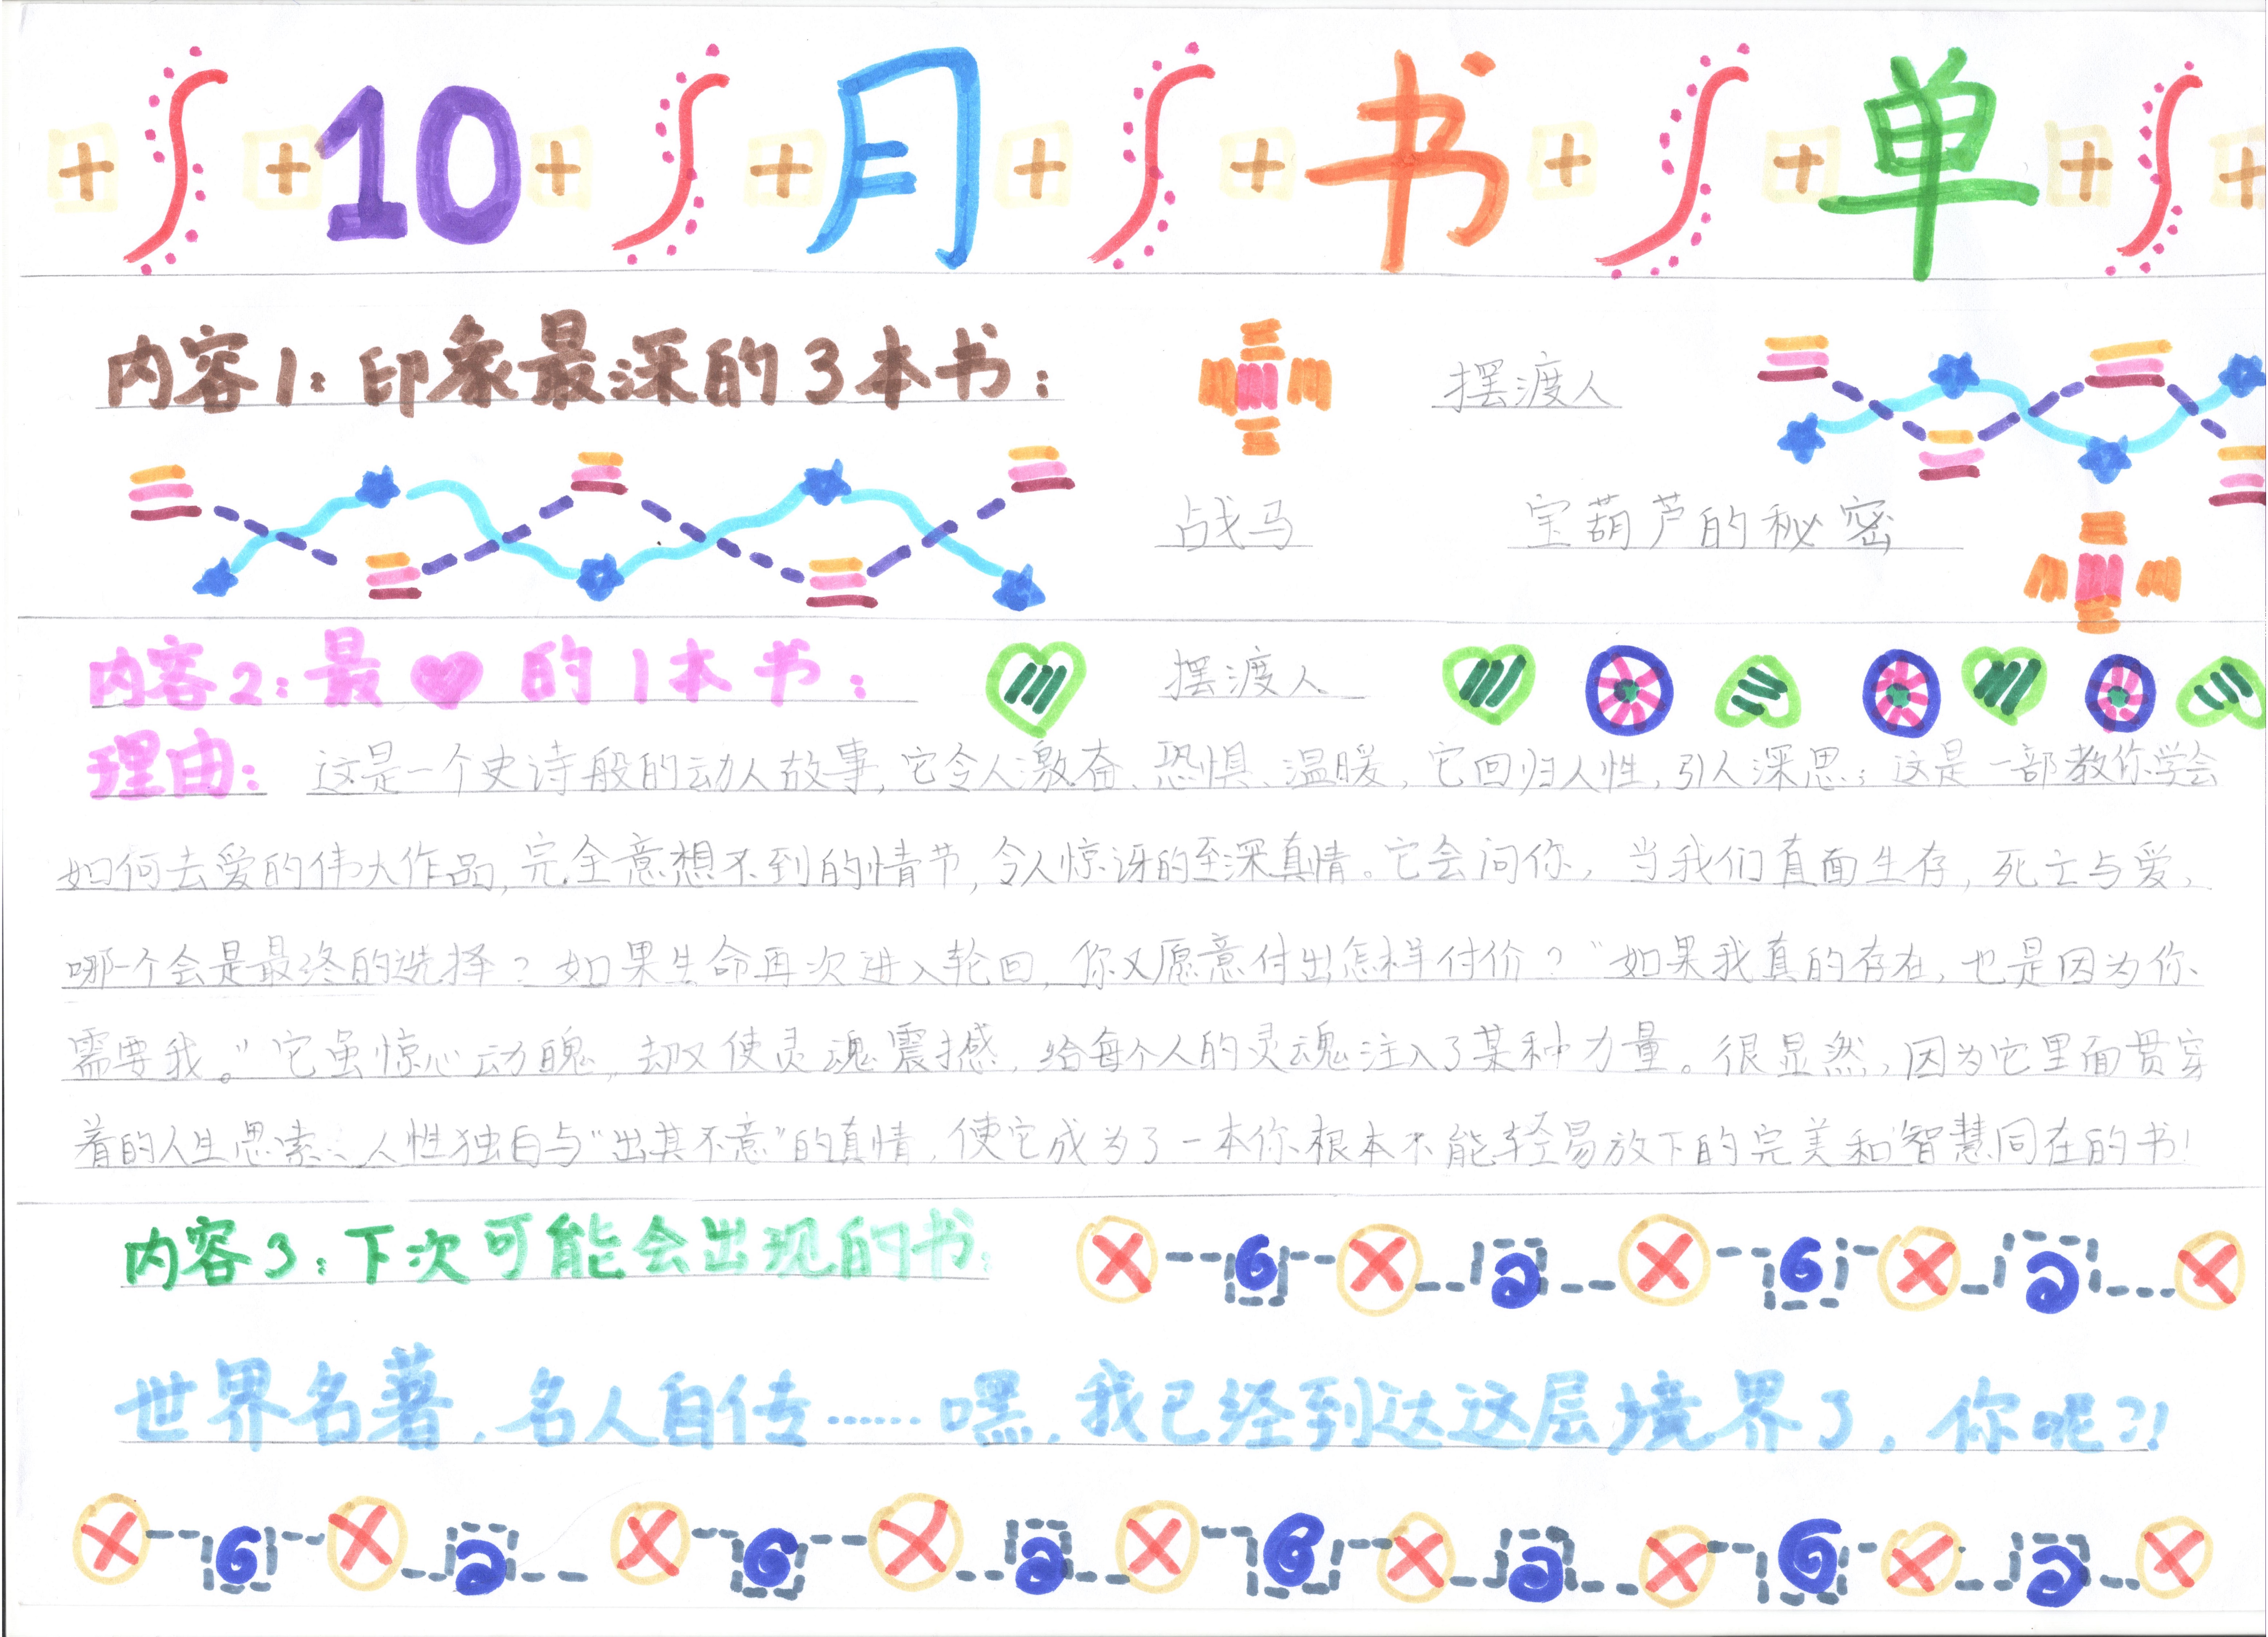 10月书单
内容1：印象最深的3本书：
摆渡人
战马
宝葫芦的秘密
内容2：最♥的1本书：
摆渡人
理由：这是一个史诗般的动人故事，它令人激奋、恐惧、温暖，它回归人性，引人深思；这是一部教你学会
如何去爱的伟大作品，完全意想不到的情节，令人惊讶的至深真情。它会问你，当我们直面生存，死亡与爱，
哪一个会是最终的选择？如果生命再次进入轮回，你又愿意付出怎样付价？“如果我真的存在，也是因为你
需要我。”它虽惊心动魄，却又使灵魂震撼，给每个人的灵魂注入了某种力量。很显然，因为它里面贯穿
着的人生思索、人性独白与“出其不意”的真情，使它成为了一本你根本不能轻易放下的完美和智慧同在的书！
内容3：下次可能会出现的书：
世界名著，名人自传……嘿，我已经到达这层境界了，你呢？！